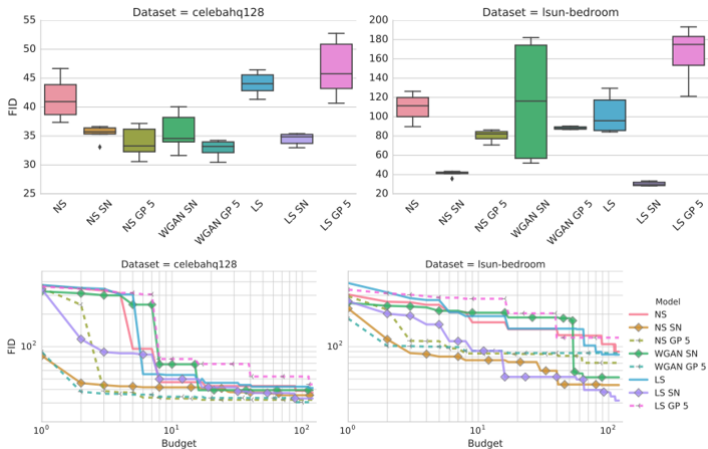 Dataset = celebahq128
Dataset = lsun-bedroom
FID
55
50
45
40
35
30
25
200
180
160
140
120
100
80
60
40
20
NS
NS SN
NS GP 5
WGAN SN
WGAN GP 5
LS
LS SN
LS GP 5
NS
NS SN
NS GP 5
WGAN SN
WGAN GP 5
LS
LS SN
LS GP 5
Dataset = celebahq128
Dataset = lsun-bedroom
FID
10²
10²
10⁰
10¹
10²
10⁰
10¹
10²
Budget
Budget
Model
NS
NS SN
NS GP 5
WGAN SN
WGAN GP 5
LS
LS SN
LS GP 5